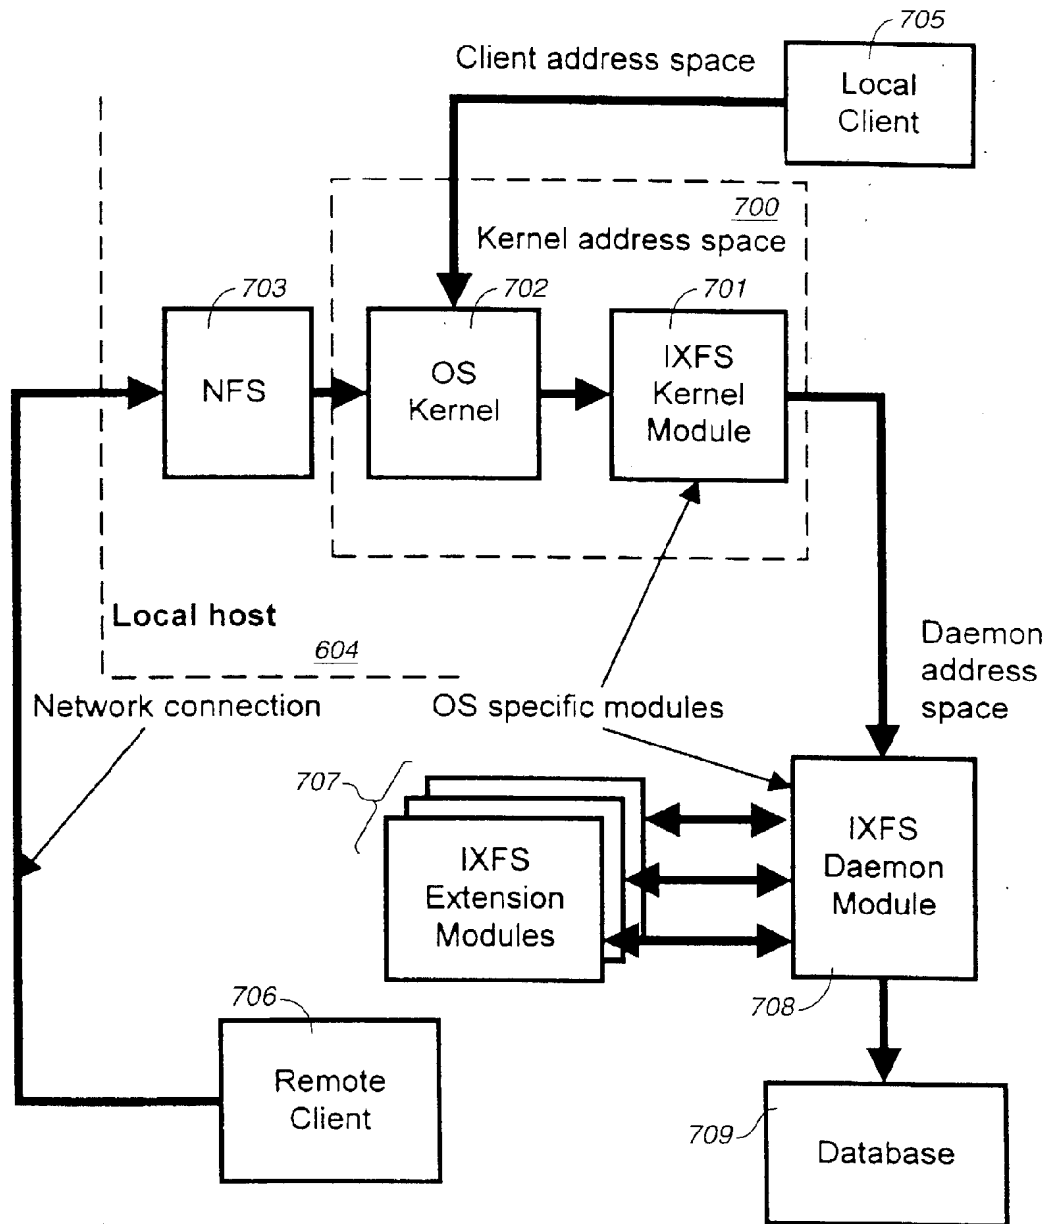 705
Client address space
Local
Client
700
Kernel address space
703
702
701
NFS
OS
Kernel
IXFS
Kernel
Module
Local host
604
Daemon
address
space
Network connection
OS specific modules
707
IXFS
Extension
Modules
IXFS
Daemon
Module
706
708
Remote
Client
709
Database